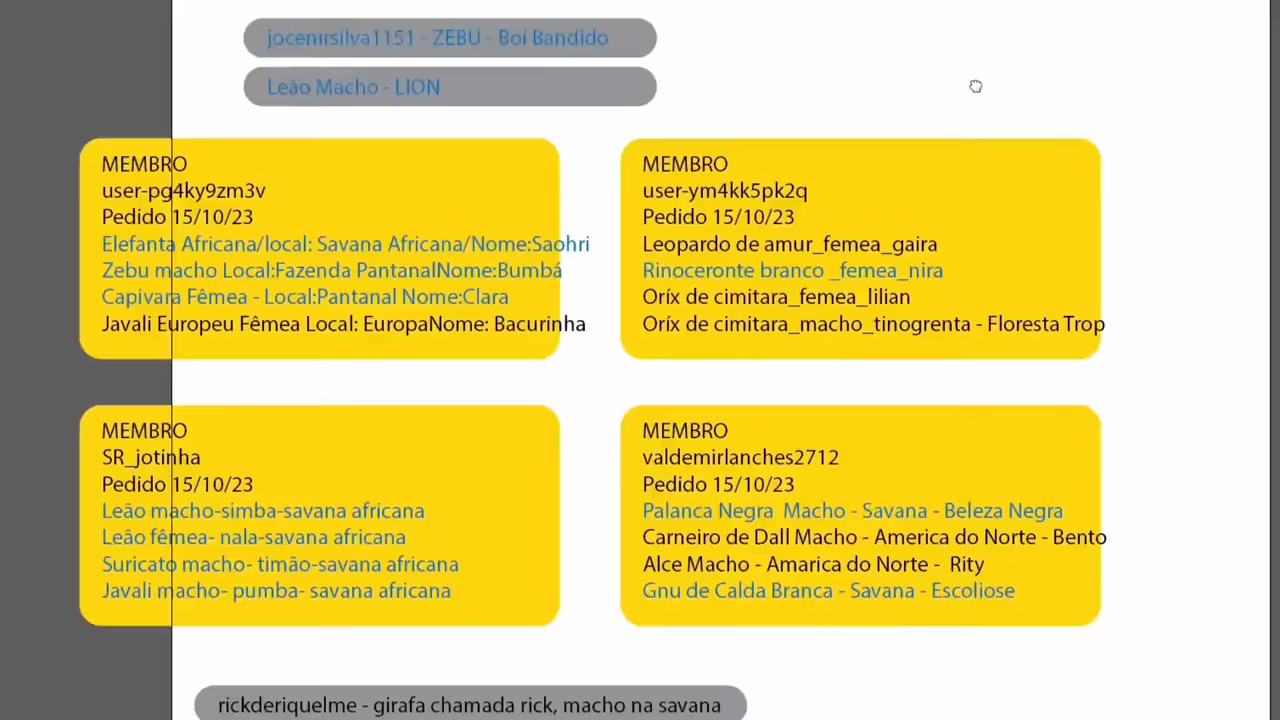 jocenirsilva1151 - ZEBU - Boi Bandido
Leão Macho - LION
MEMBRO
user-pg4ky9zm3v
Pedido 15/10/23
Elefanta Africana/local: Savana Africana/Nome:Saohri
Zebu macho Local:Fazenda PantanalNome:Bumbá
Capivara Fêmea - Local:Pantanal Nome:Clara
Javali Europeu Fêmea Local: EuropaNome: Bacurinha
MEMBRO
user-ym4kk5pk2q
Pedido 15/10/23
Leopardo de amur_femea_gaira
Rinoceronte branco _femea_nira
Oríx de cimitara_femea_lilian
Oríx de cimitara_macho_tinogrenta - Floresta Trop
MEMBRO
SR_jotinha
Pedido 15/10/23
Leão macho-simba-savana africana
Leão fêmea- nala-savana africana
Suricato macho- timão-savana africana
Javali macho- pumba- savana africana
MEMBRO
valdemirlanches2712
Pedido 15/10/23
Palanca Negra  Macho - Savana - Beleza Negra
Carneiro de Dall Macho - America do Norte - Bento
Alce Macho - Amarica do Norte -  Rity
Gnu de Calda Branca - Savana - Escoliose
rickderiquelme - girafa chamada rick, macho na savana